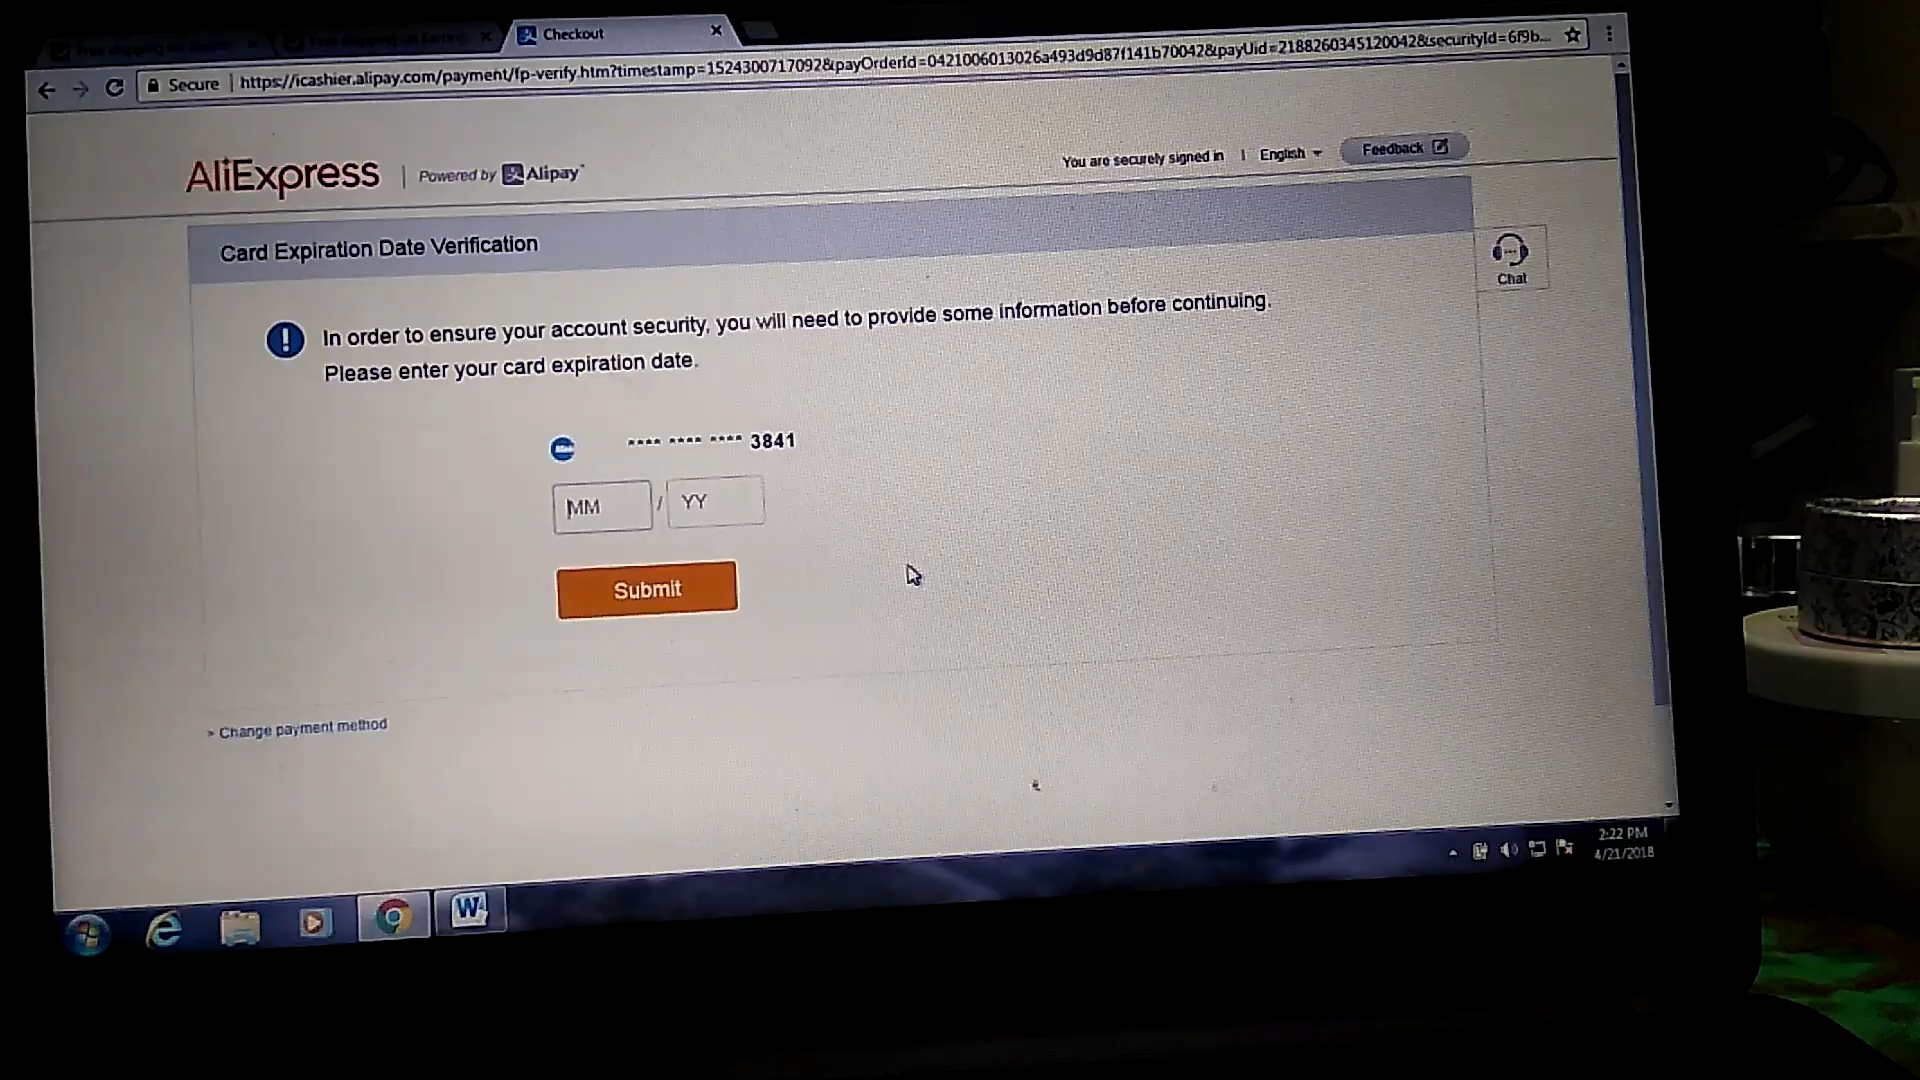 Checkout
Secure | https://icashier.alipay.com/payment/fp-verify.htm?timestamp=1524300717092&payOrderId=0421006013026a493d9d87f141b70042&payUid=2188260345120042&securityId=6f9b...
AliExpress | Powered by Alipay
You are securely signed in | English Feedback
Card Expiration Date Verification
Chat
In order to ensure your account security, you will need to provide some information before continuing.
Please enter your card expiration date.
**** **** **** 3841
MM / YY
Submit
> Change payment method
2:22 PM
4/21/2018